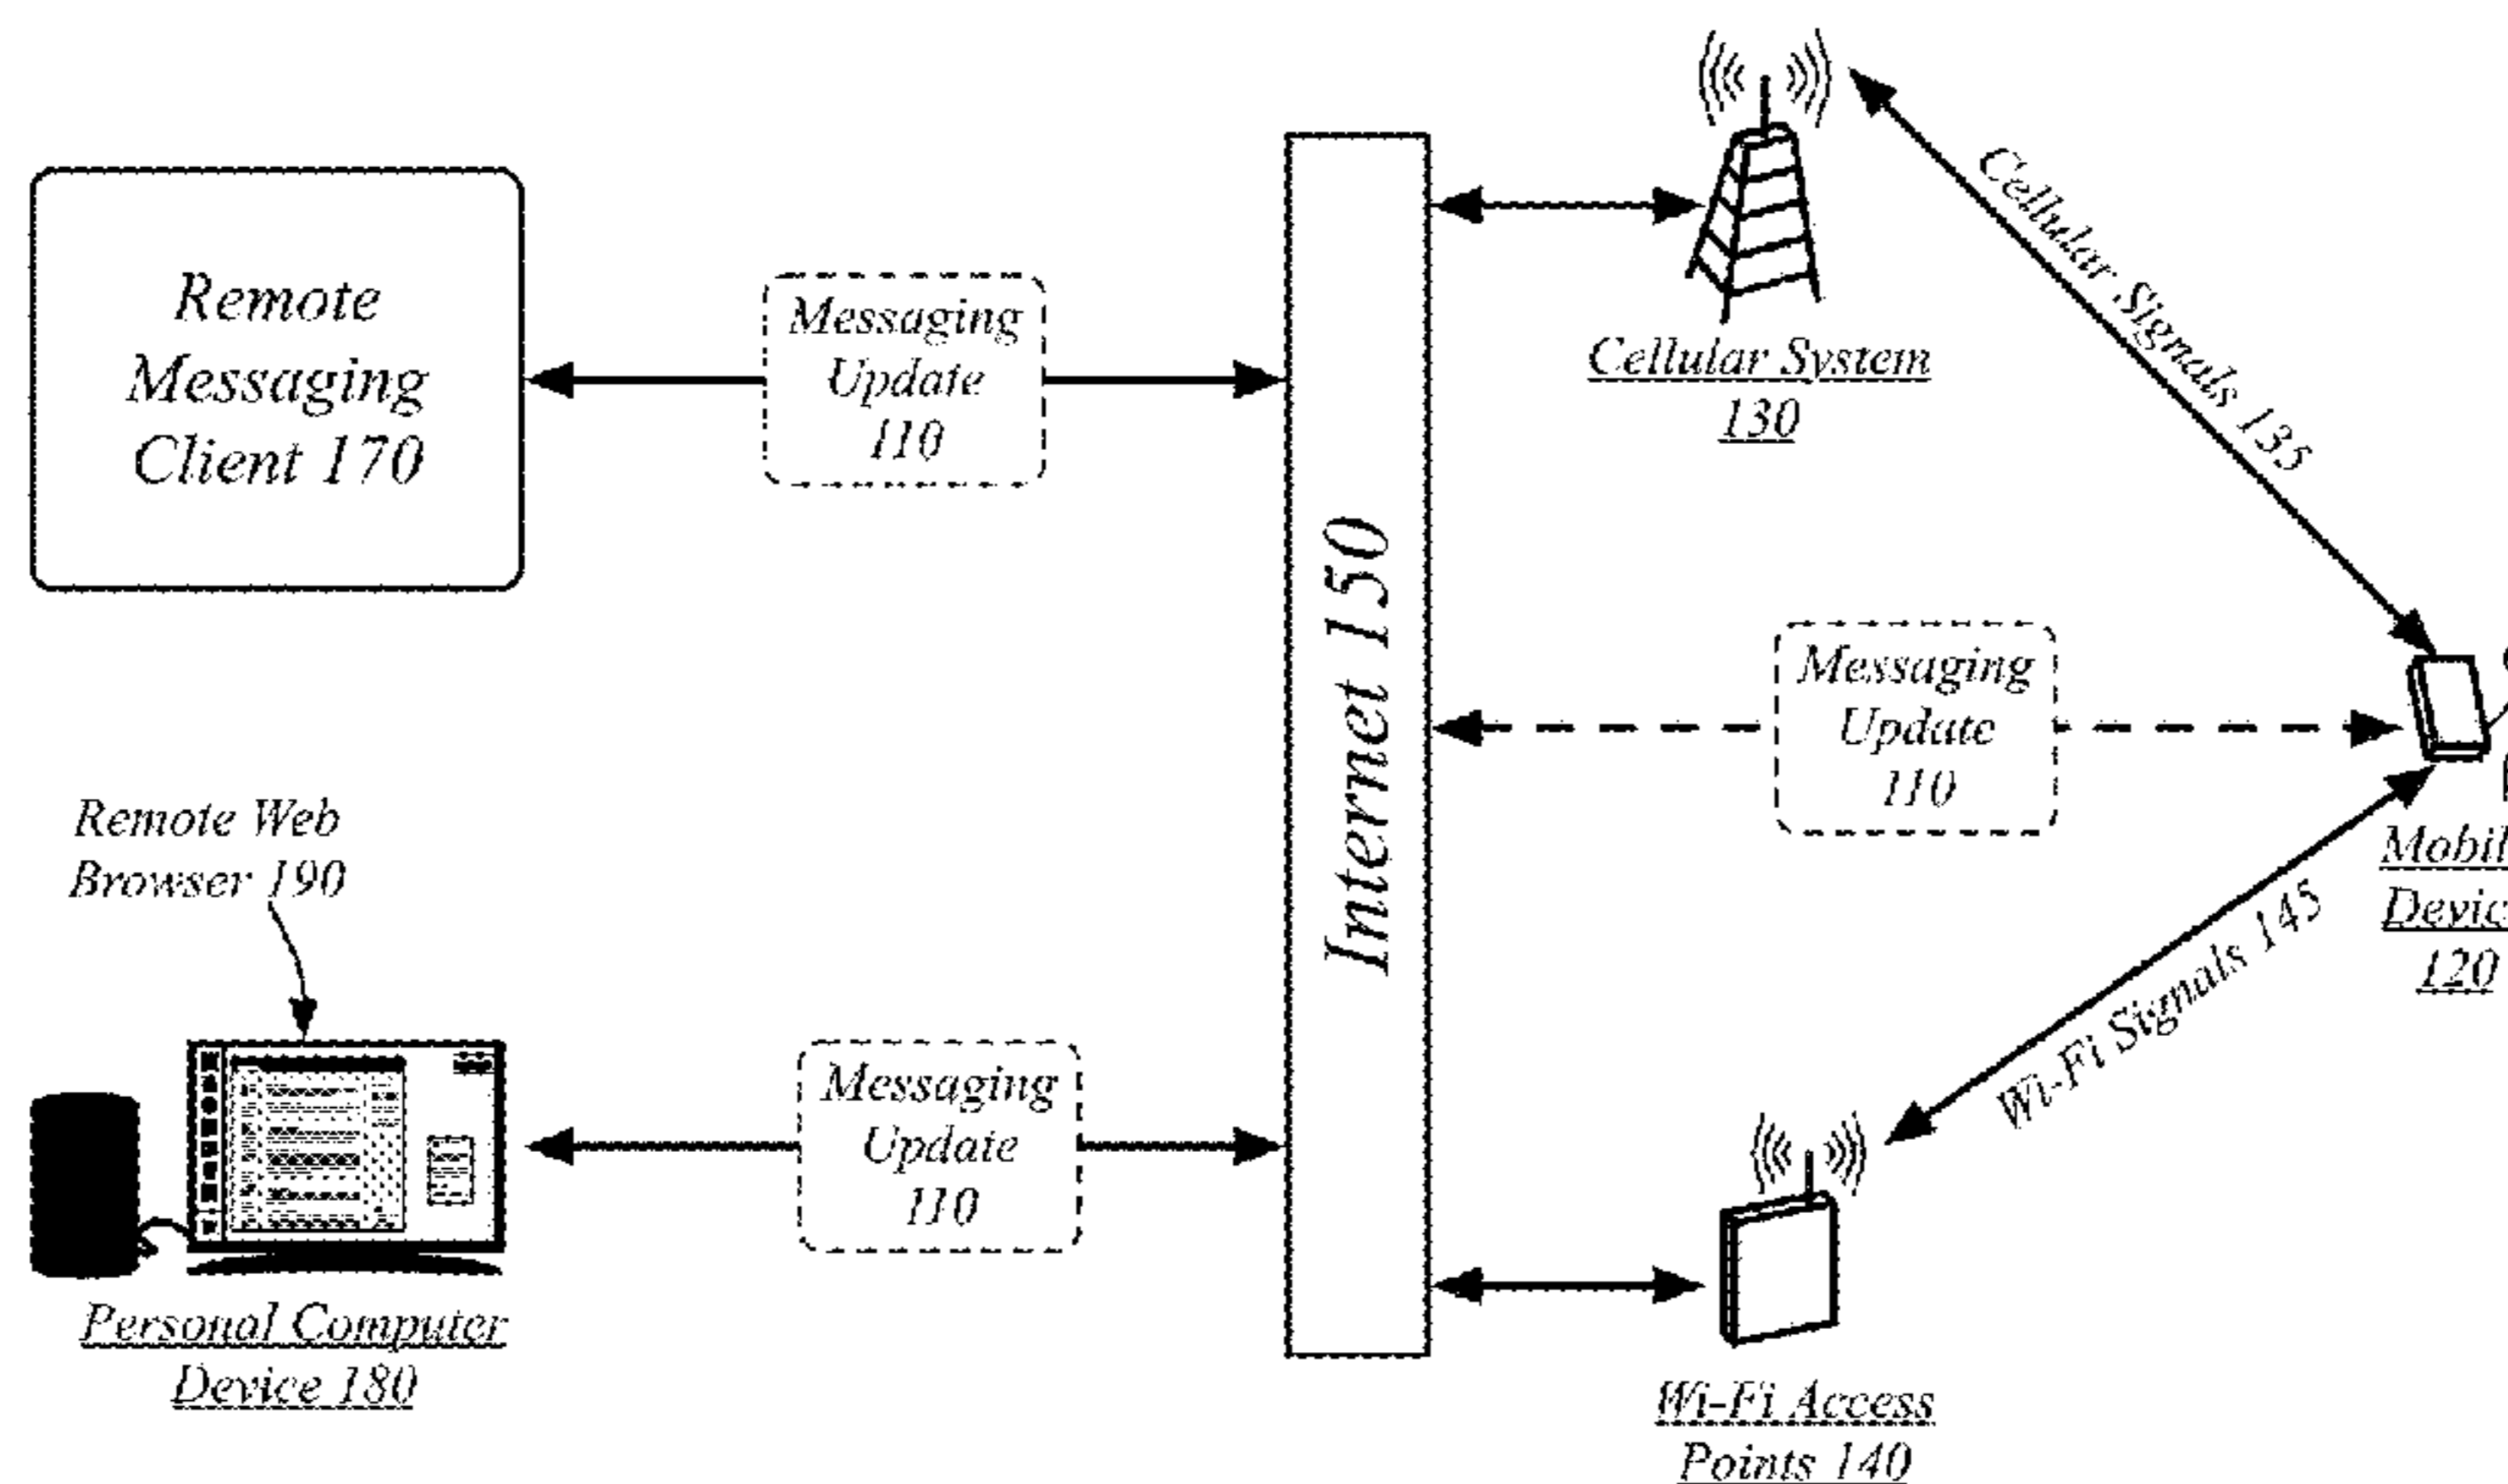 Remote
Messaging
Client 170
Messaging
Update
110
Internet 150
Cellular System
130
Cellular Signals 135
Messaging
Update
110
120
Wi-Fi Signals 145
Remote Web
Browser 190
Messaging
Update
110
Personal Computer
Device 180
Wi-Fi Access
Points 140